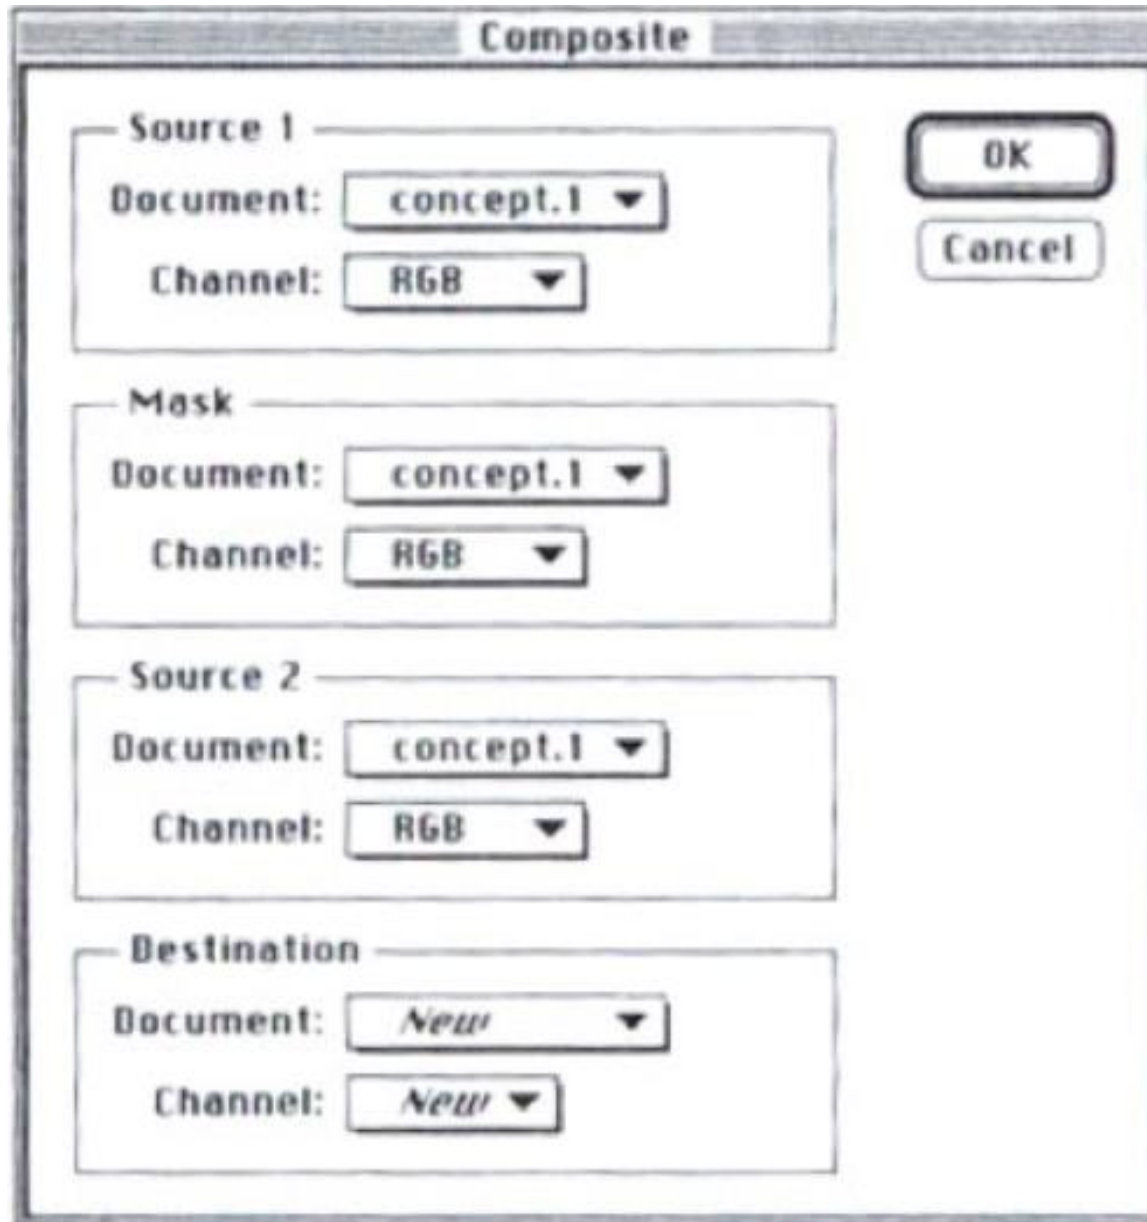 Composite
Source 1
Document: concept.1
Channel: RGB
OK
Cancel
Mask
Document: concept.1
Channel: RGB
Source 2
Document: concept.1
Channel: RGB
Destination
Document: New
Channel: New